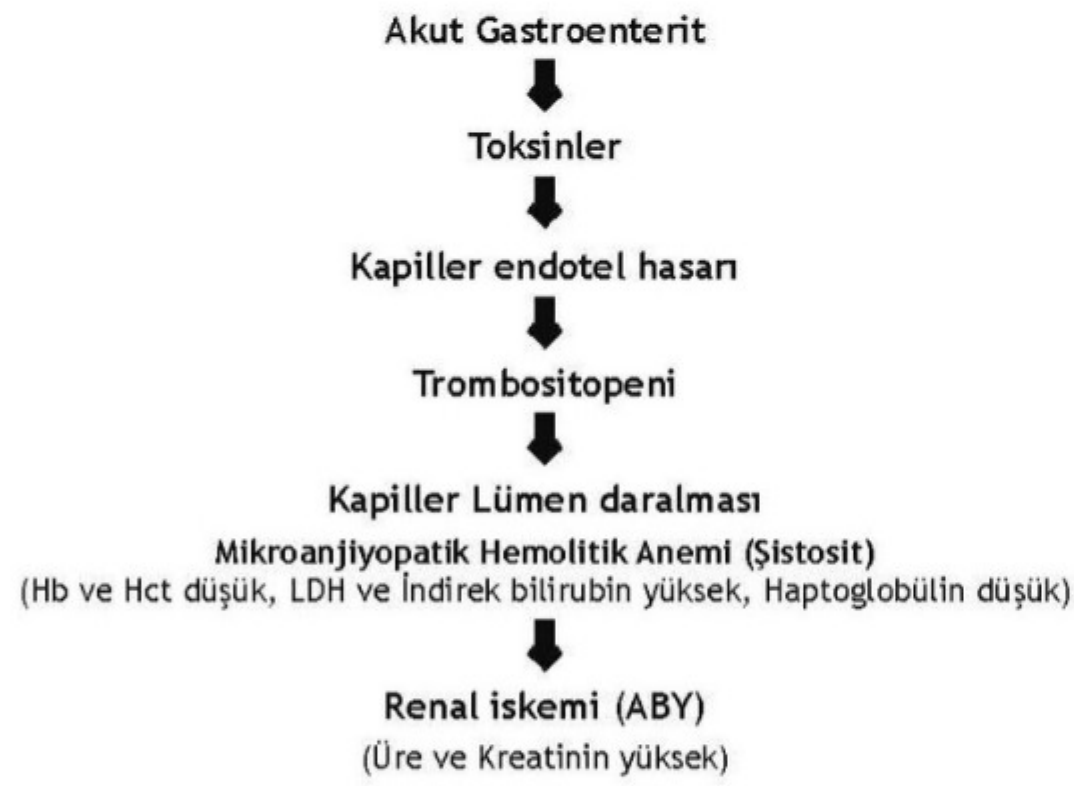 Akut Gastroenterit
Toksinler
Kapiller endotel hasarı
Trombositopeni
Kapiller Lümen daralması
Mikroanjiyopatik Hemolitik Anemi (Şistosit)
(Hb ve Hct düşük, LDH ve İndirek bilirubin yüksek, Haptoglobülin düşük)
Renal iskemi (ABY)
(Üre ve Kreatinin yüksek)